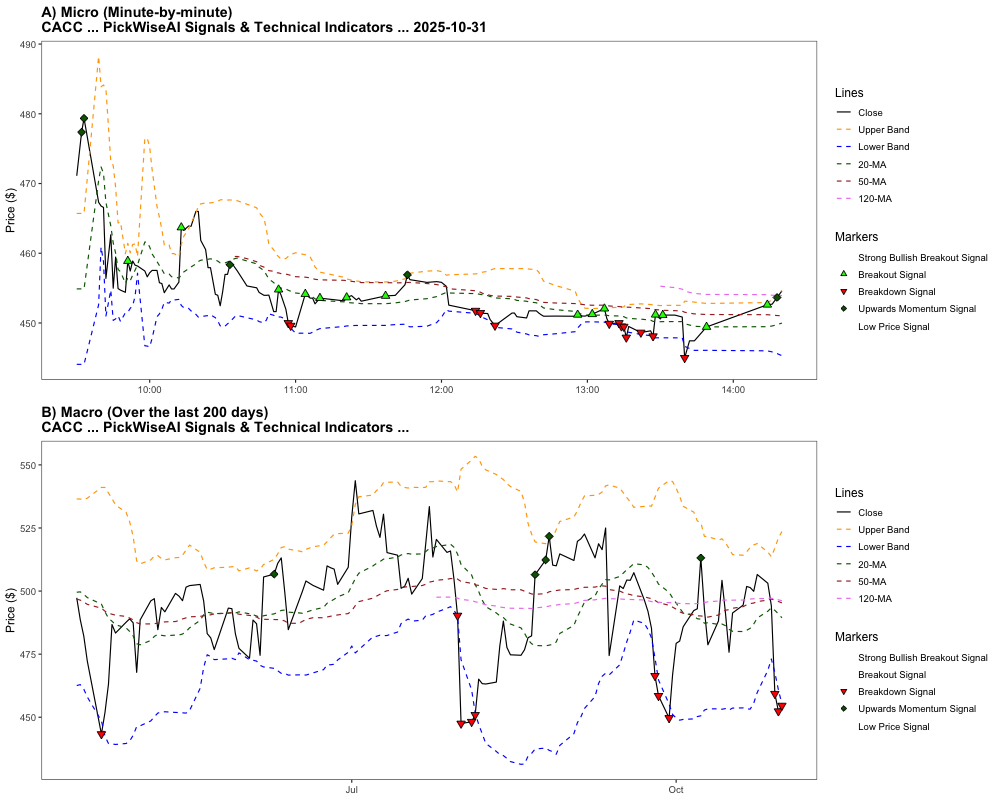 A) Micro (Minute-by-minute)
CACC ... PickWiseAI Signals & Technical Indicators ... 2025-10-31
490
480
470
460
450
Price ($)
10:00
11:00
12:00
13:00
14:00
Lines
Close
Upper Band
Lower Band
20-MA
50-MA
120-MA
Markers
Strong Bullish Breakout Signal
Breakout Signal
Breakdown Signal
Upwards Momentum Signal
Low Price Signal
B) Macro (Over the last 200 days)
CACC ... PickWiseAI Signals & Technical Indicators ...
550
525
500
475
450
Price ($)
Jul
Oct
Lines
Close
Upper Band
Lower Band
20-MA
50-MA
120-MA
Markers
Strong Bullish Breakout Signal
Breakout Signal
Breakdown Signal
Upwards Momentum Signal
Low Price Signal